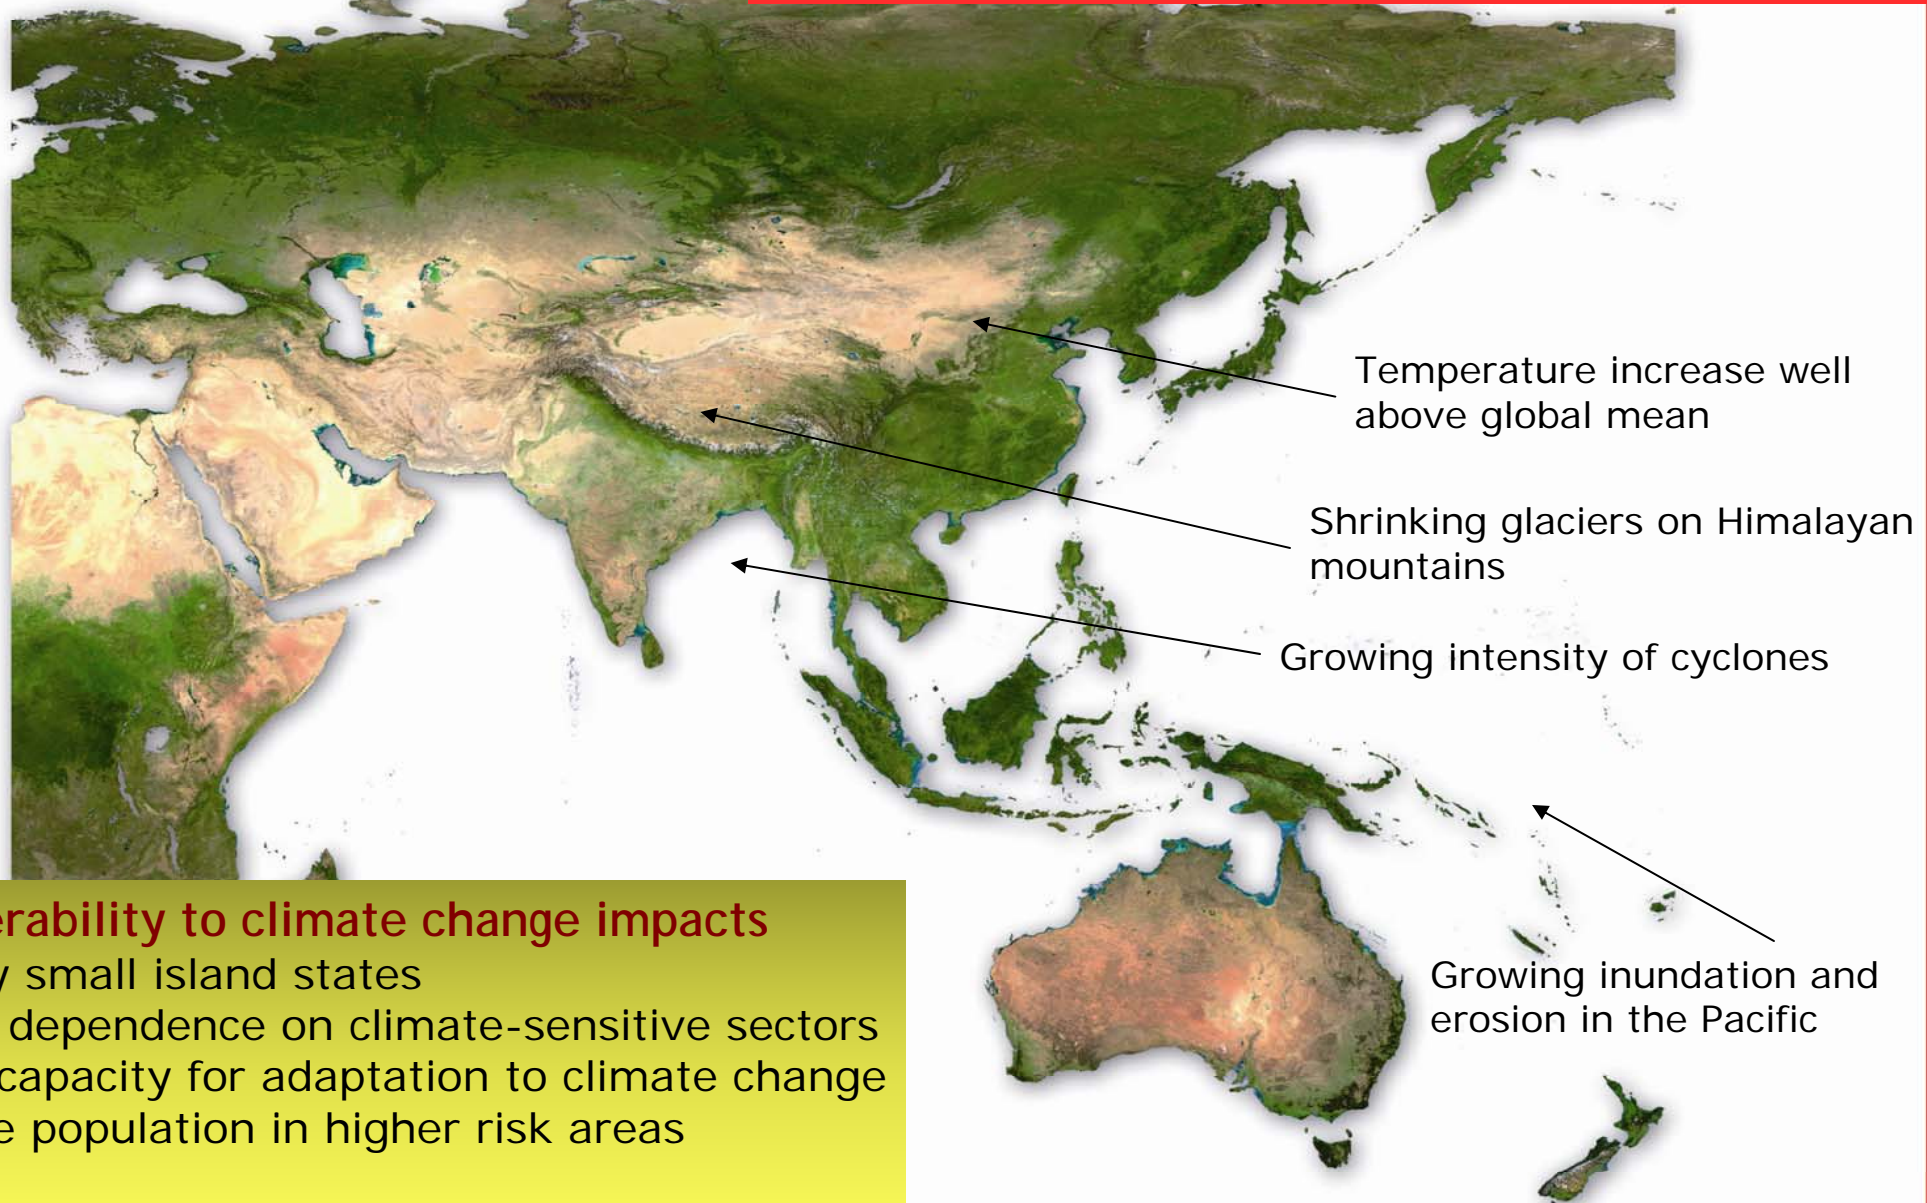 Temperature increase well
above global mean
Shrinking glaciers on Himalayan
mountains
Growing intensity of cyclones
Growing inundation and
erosion in the Pacific
to climate change impacts
small island states
dependence on climate-sensitive sectors
capacity for adaptation to climate change
population in higher risk areas